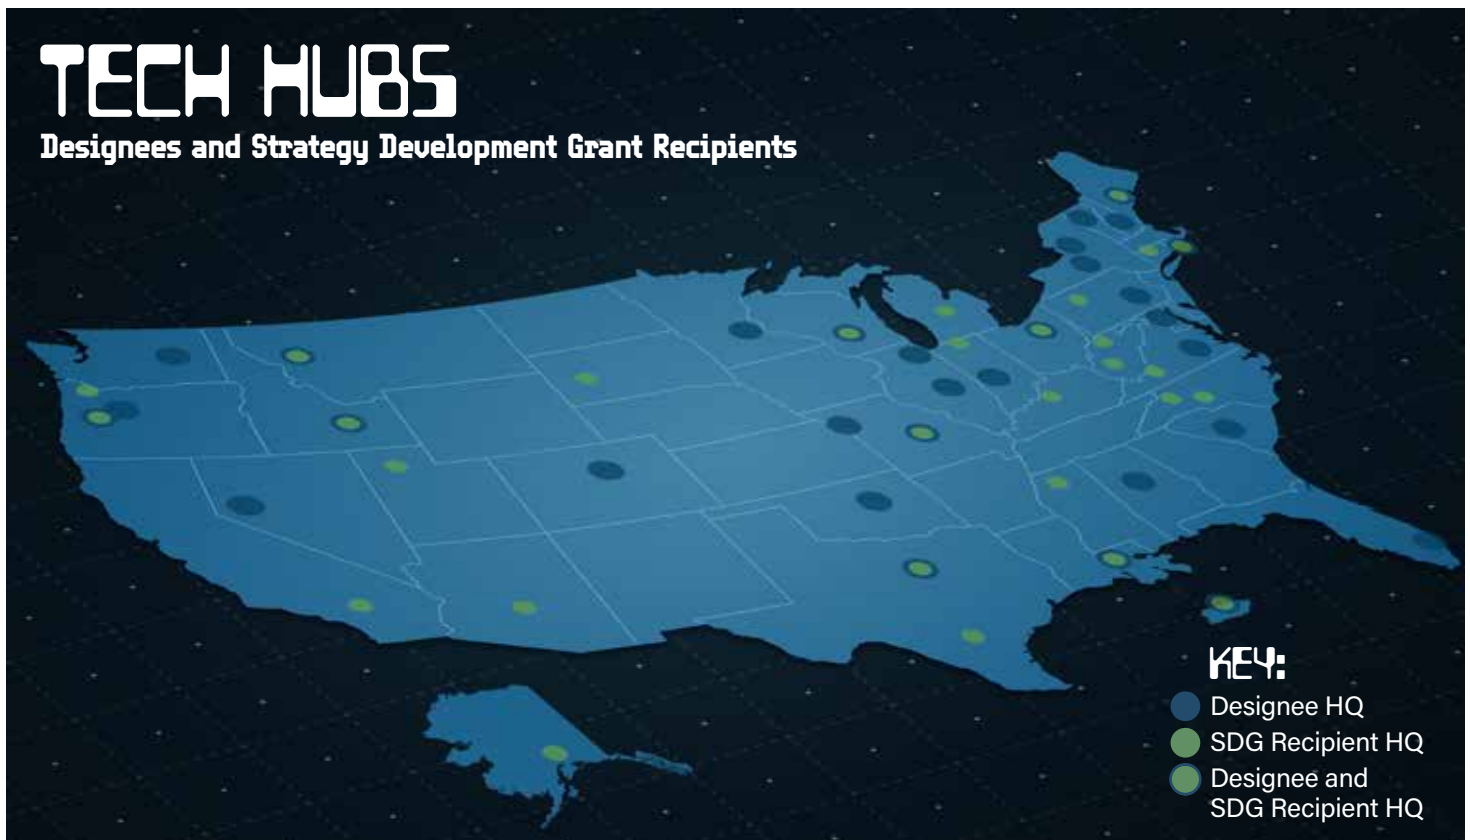 TECH HUBS
Designees and Strategy Development Grant Recipients
KEY:
Designee HQ
SDG Recipient HQ
Designee and
SDG Recipient HQ